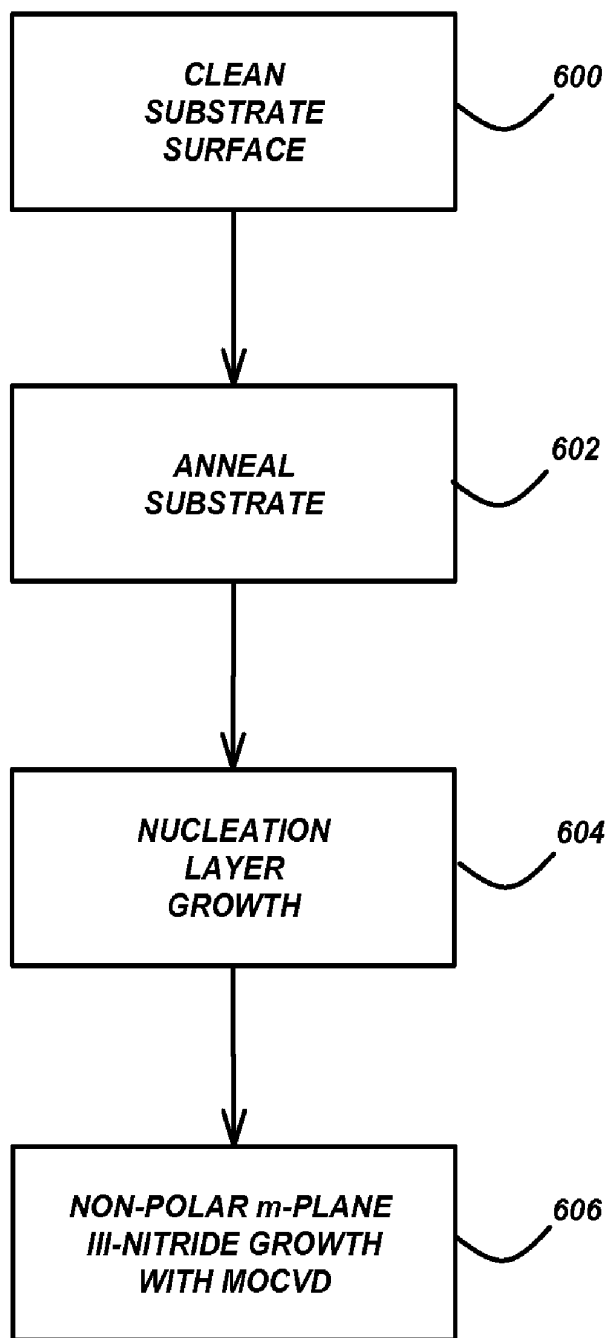 CLEAN
SUBSTRATE
SURFACE
600
ANNEAL
SUBSTRATE
602
NUCLEATION
LAYER
GROWTH
604
NON-POLAR m-PLANE
III-NITRIDE GROWTH
WITH MOCVD
606